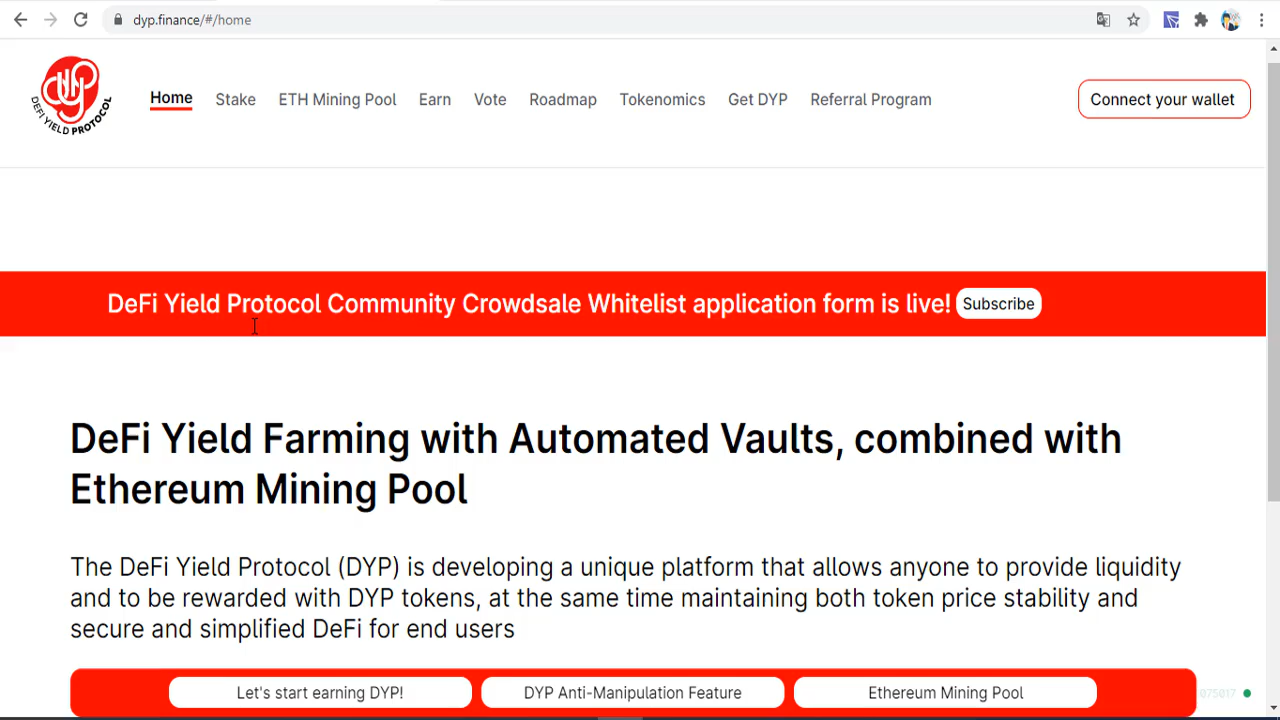 dyp.finance/#/home
DEFI YIELD PROTOCOL
Home Stake ETH Mining Pool Earn Vote Roadmap Tokenomics Get DYP Referral Program Connect your wallet
DeFi Yield Protocol Community Crowdsale Whitelist application form is live! Subscribe
DeFi Yield Farming with Automated Vaults, combined with
Ethereum Mining Pool
The DeFi Yield Protocol (DYP) is developing a unique platform that allows anyone to provide liquidity
and to be rewarded with DYP tokens, at the same time maintaining both token price stability and
secure and simplified DeFi for end users
Let's start earning DYP! DYP Anti-Manipulation Feature Ethereum Mining Pool
075017